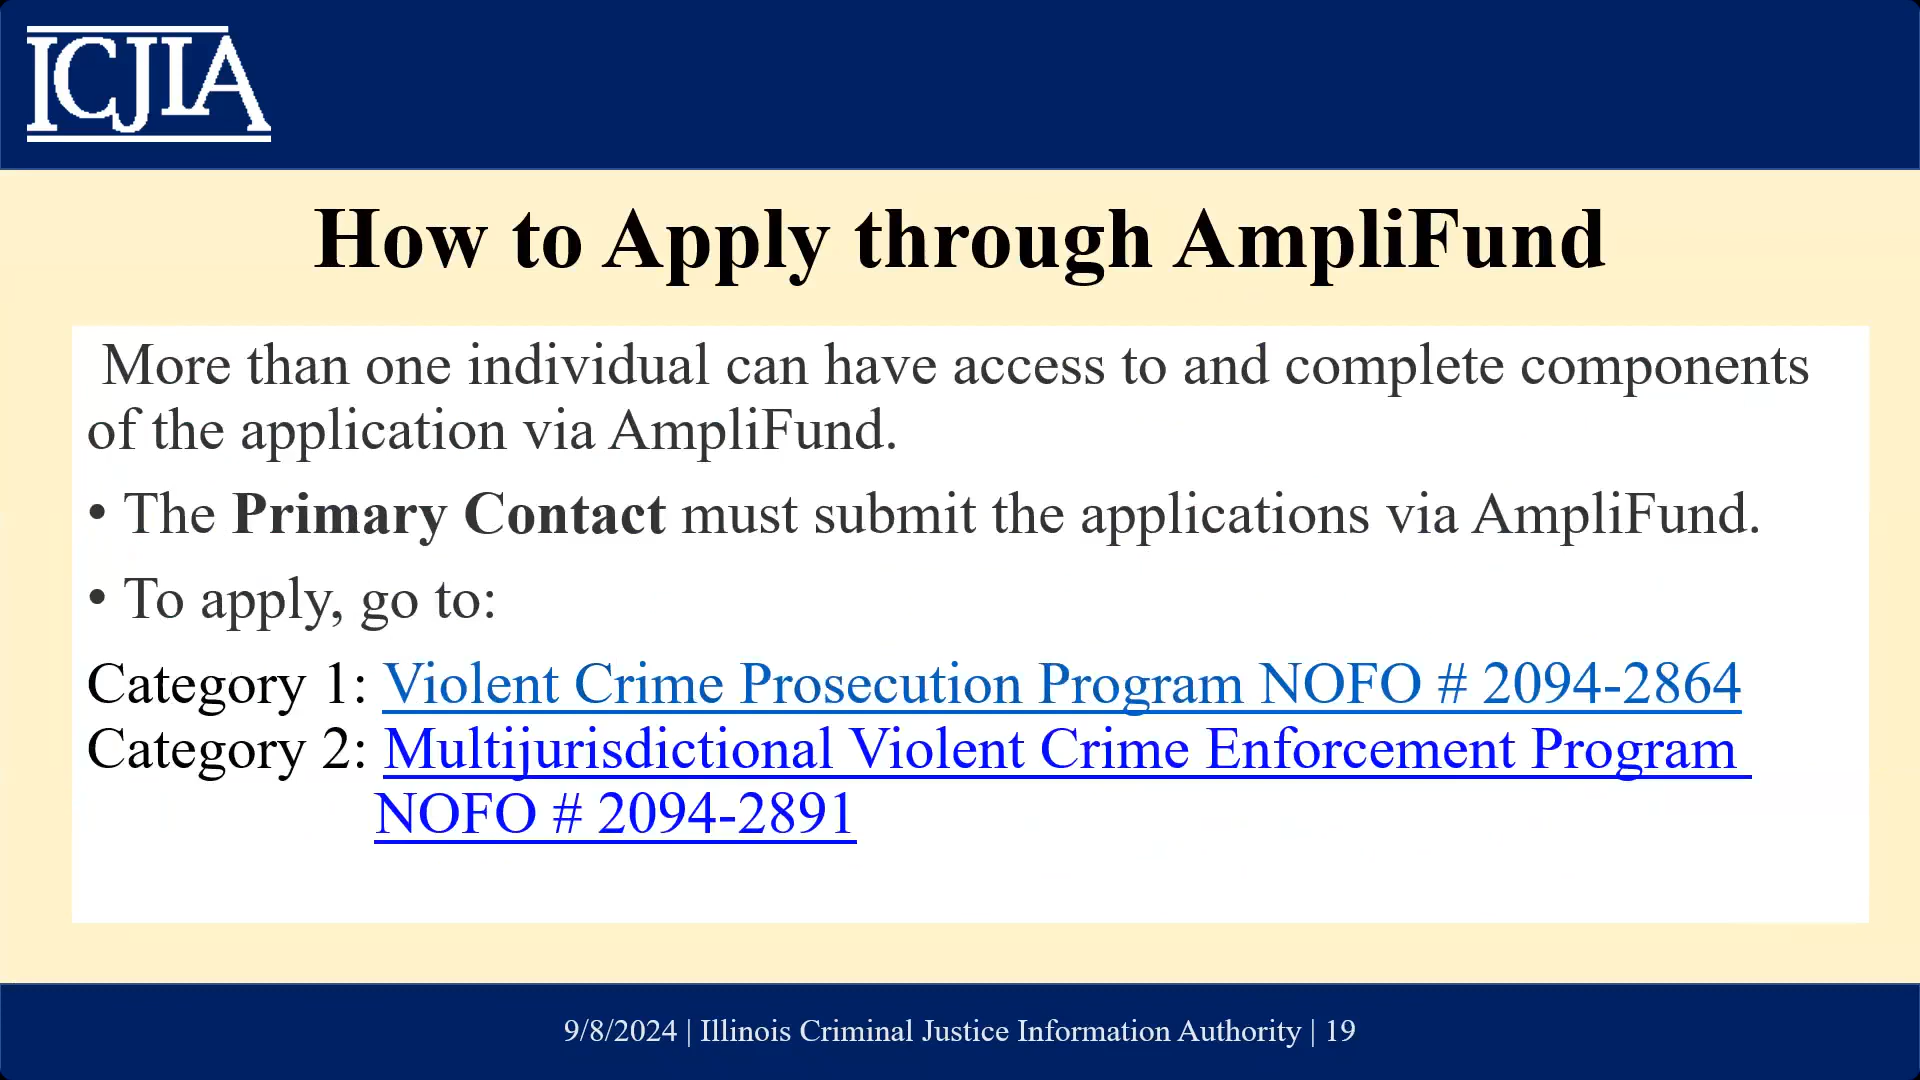 ICJIA
How to Apply through AmpliFund
More than one individual can have access to and complete components
of the application via AmpliFund.
• The Primary Contact must submit the applications via AmpliFund.
• To apply, go to:
Category 1: Violent Crime Prosecution Program NOFO # 2094-2864
Category 2: Multijurisdictional Violent Crime Enforcement Program
NOFO # 2094-2891
9/8/2024 | Illinois Criminal Justice Information Authority | 19